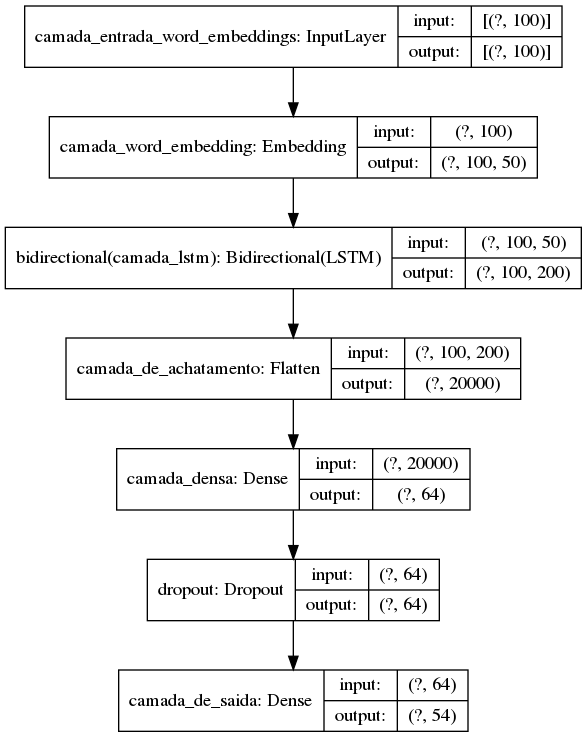 camada_entrada_word_embeddings: InputLayer
input: [(?, 100)]
output: [(?, 100)]
camada_word_embedding: Embedding
input: (?, 100)
output: (?, 100, 50)
bidirectional(camada_lstm): Bidirectional(LSTM)
input: (?, 100, 50)
output: (?, 100, 200)
camada_de_achatamento: Flatten
input: (?, 100, 200)
output: (?, 20000)
camada_densa: Dense
input: (?, 20000)
output: (?, 64)
dropout: Dropout
input: (?, 64)
output: (?, 64)
camada_de_saida: Dense
input: (?, 64)
output: (?, 54)